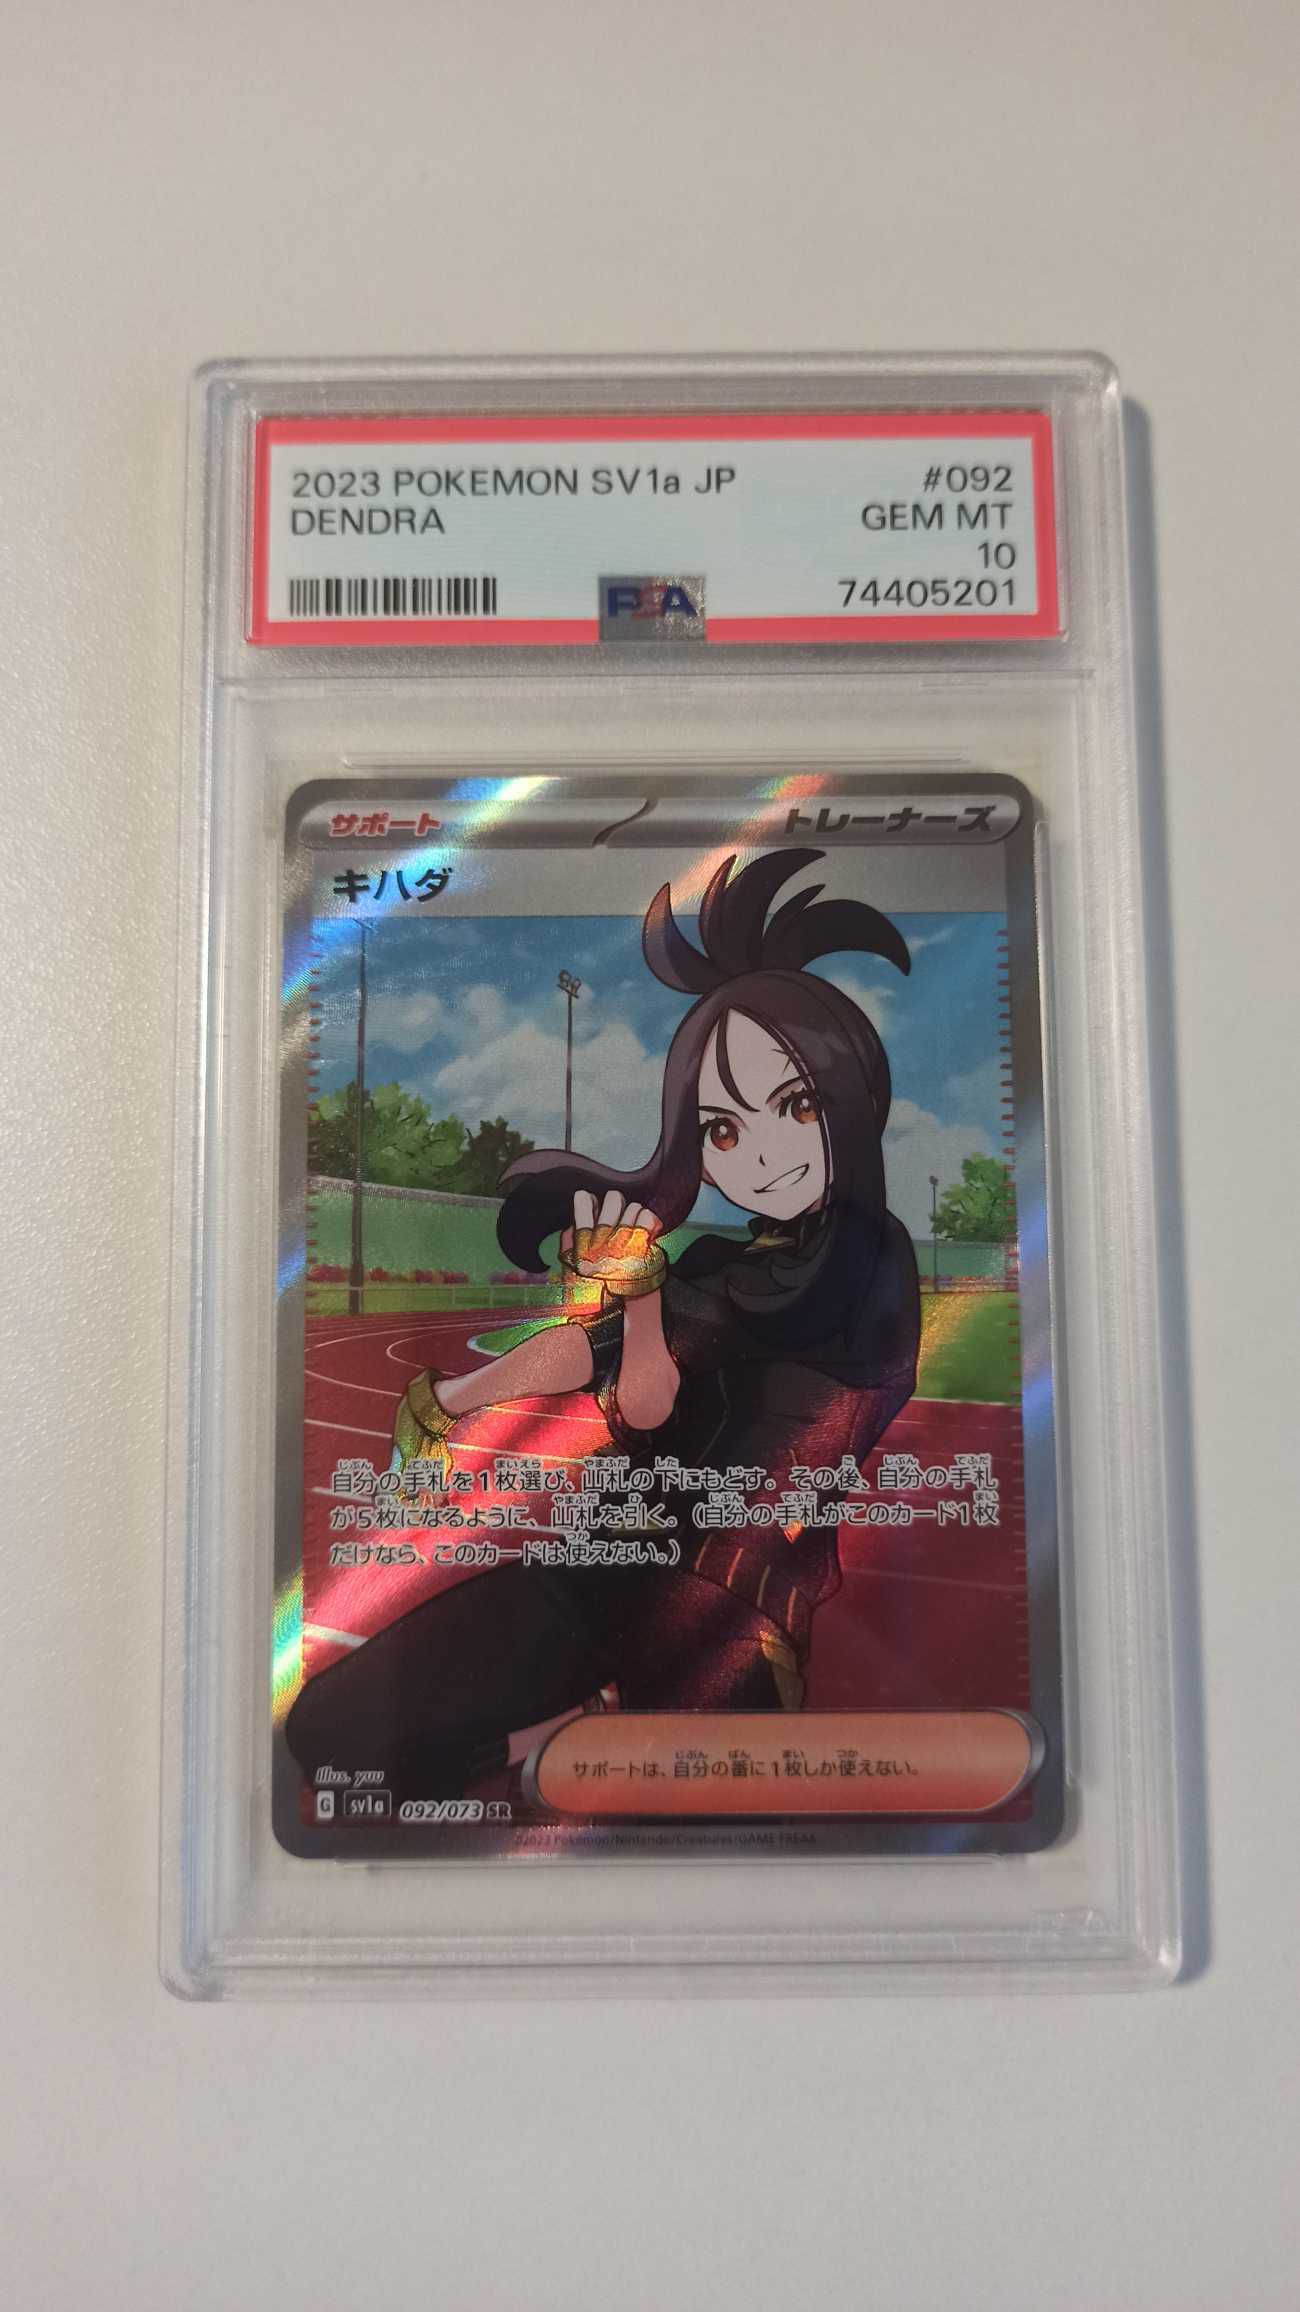 2023 POKEMON SV1a JP #092
DENDRA GEM MT
10
PSA 74405201
サポート トレーナーズ
キハダ
自分の手札を1枚選び、山札の下にもどす。その後、自分の手札
が5枚になるように、山札を引く。（自分の手札がこのカード1枚
だけなら、このカードは使えない。）
サポートは、自分の番に1枚しか使えない。
Illus. yuu
G sv1a 092/073 SR
©2023 Pokémon/Nintendo/Creatures/GAME FREAK